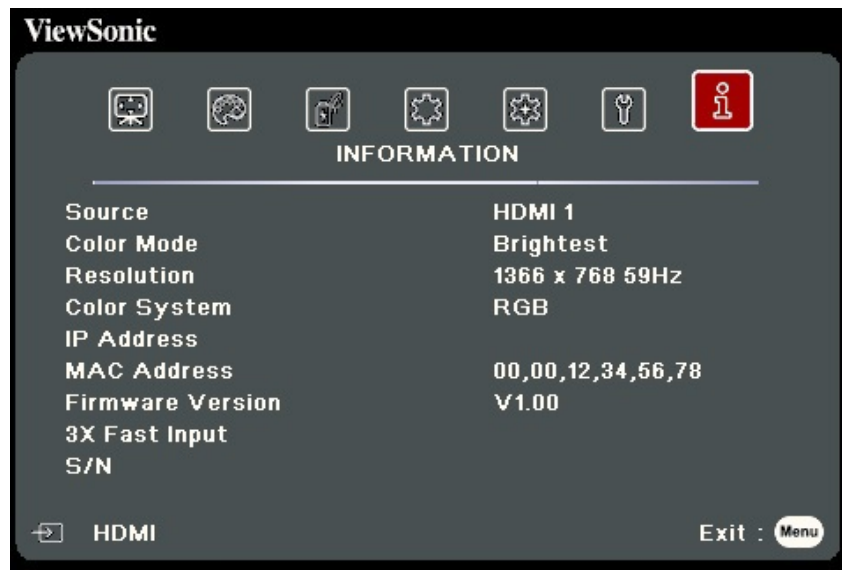 ViewSonic
INFORMATION
Source HDMI 1
Color Mode Brightest
Resolution 1366 x 768 59Hz
Color System RGB
IP Address
MAC Address 00,00,12,34,56,78
Firmware Version V1.00
3X Fast Input
S/N
HDMI Exit : Menu